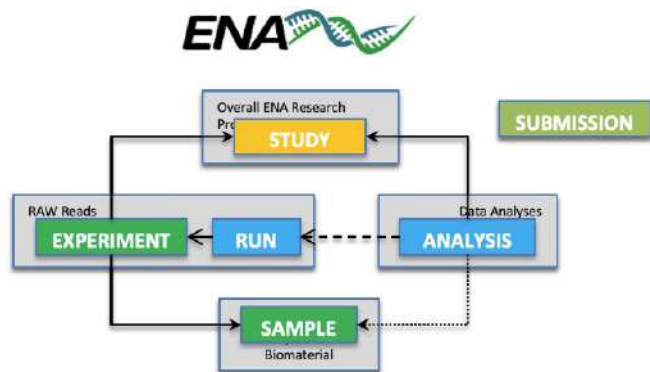 ENA
Overall ENA Research
STUDY
SUBMISSION
RAW Reads
EXPERIMENT
RUN
Data Analyses
ANALYSIS
SAMPLE
Biomaterial